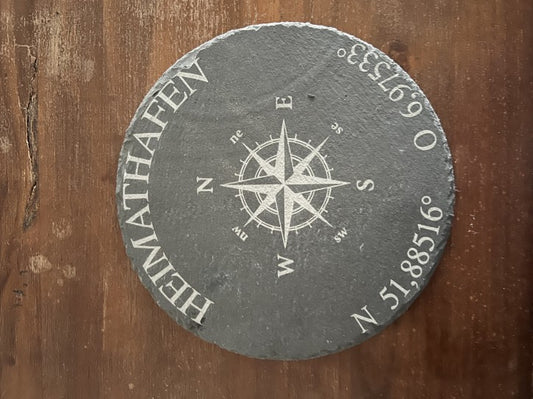 HEIMATHAFEN
N
ne
E
se
S
sw
W
nw
N 51,88516°
O 6,97533°